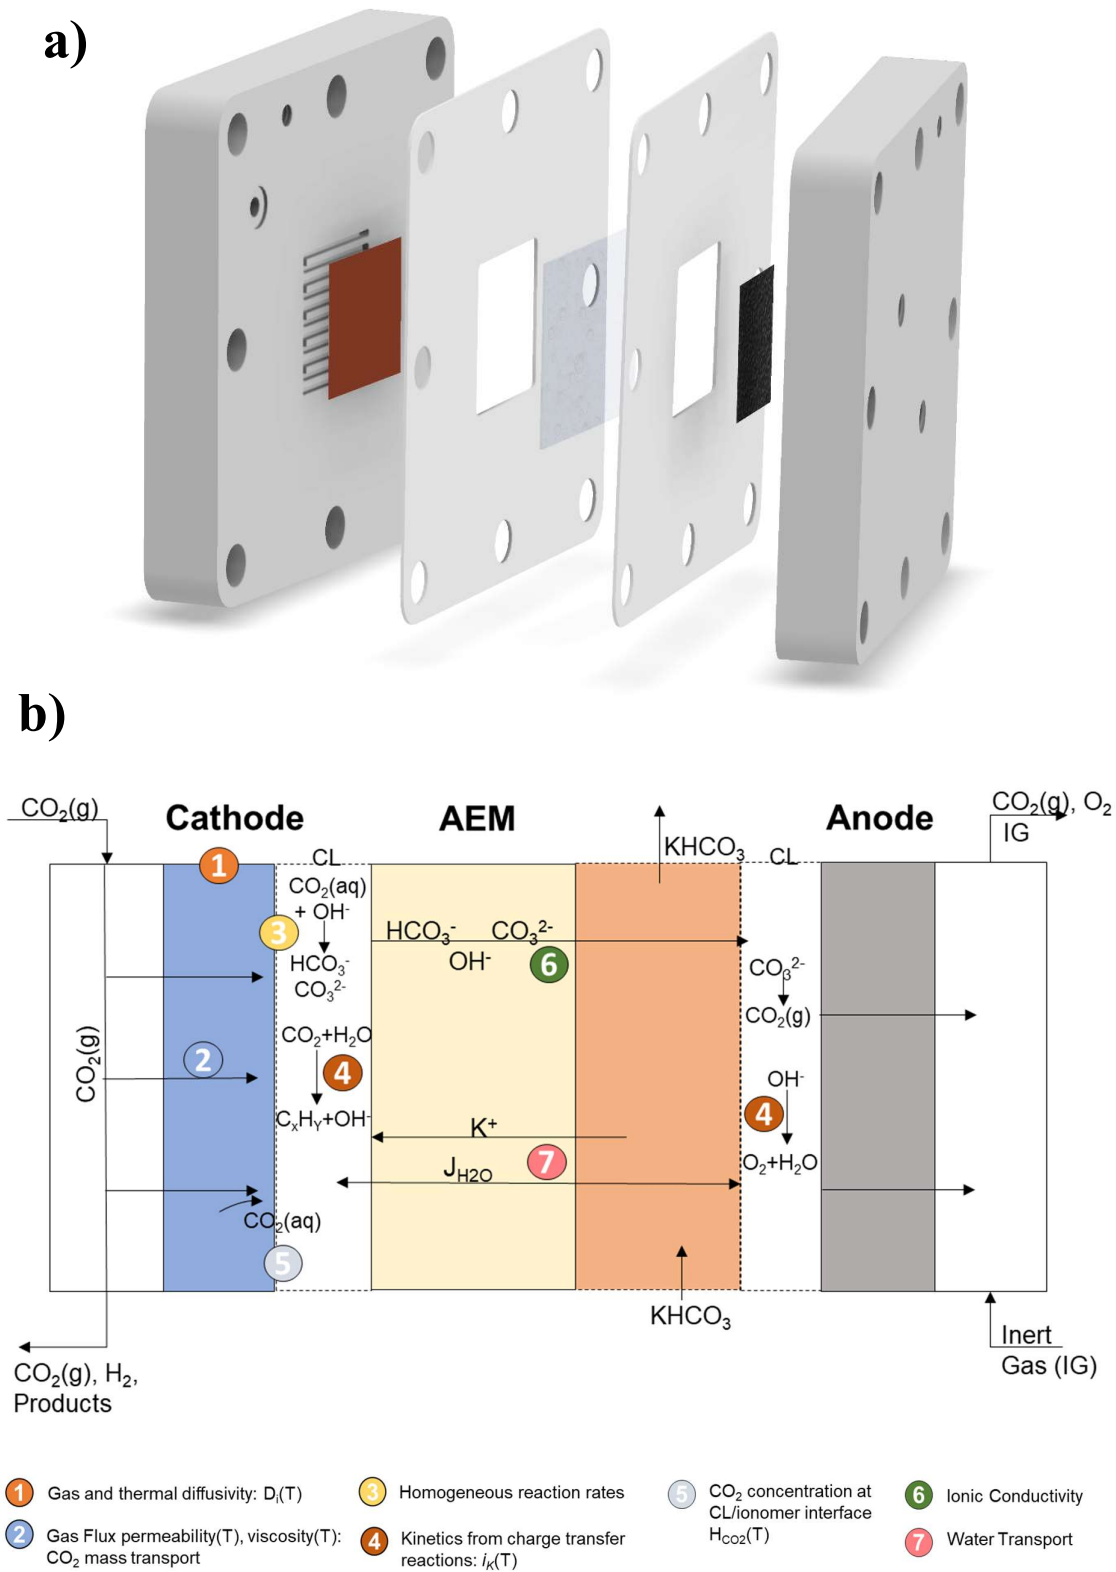 a)
b)
CO₂(g)
Cathode
AEM
Anode
CO₂(g), O₂
IG
KHCO₃
CL
CL
1
CO₂(aq)
+ OH⁻
3
HCO₃⁻
CO₃²⁻
HCO₃⁻ CO₃²⁻
OH⁻
6
CO₃²⁻
CO₂(g)
CO₂(g)
2
CO₂+H₂O
4
CₓHᵧ+OH⁻
OH⁻
4
O₂+H₂O
K⁺
7
J_H2O
CO₂(aq)
5
KHCO₃
CO₂(g), H₂,
Products
Inert
Gas (IG)
1 Gas and thermal diffusivity: Dᵢ(T)
2 Gas Flux permeability(T), viscosity(T):
CO₂ mass transport
3 Homogeneous reaction rates
4 Kinetics from charge transfer
reactions: i_K(T)
5 CO₂ concentration at
CL/ionomer interface
H_CO2(T)
6 Ionic Conductivity
7 Water Transport